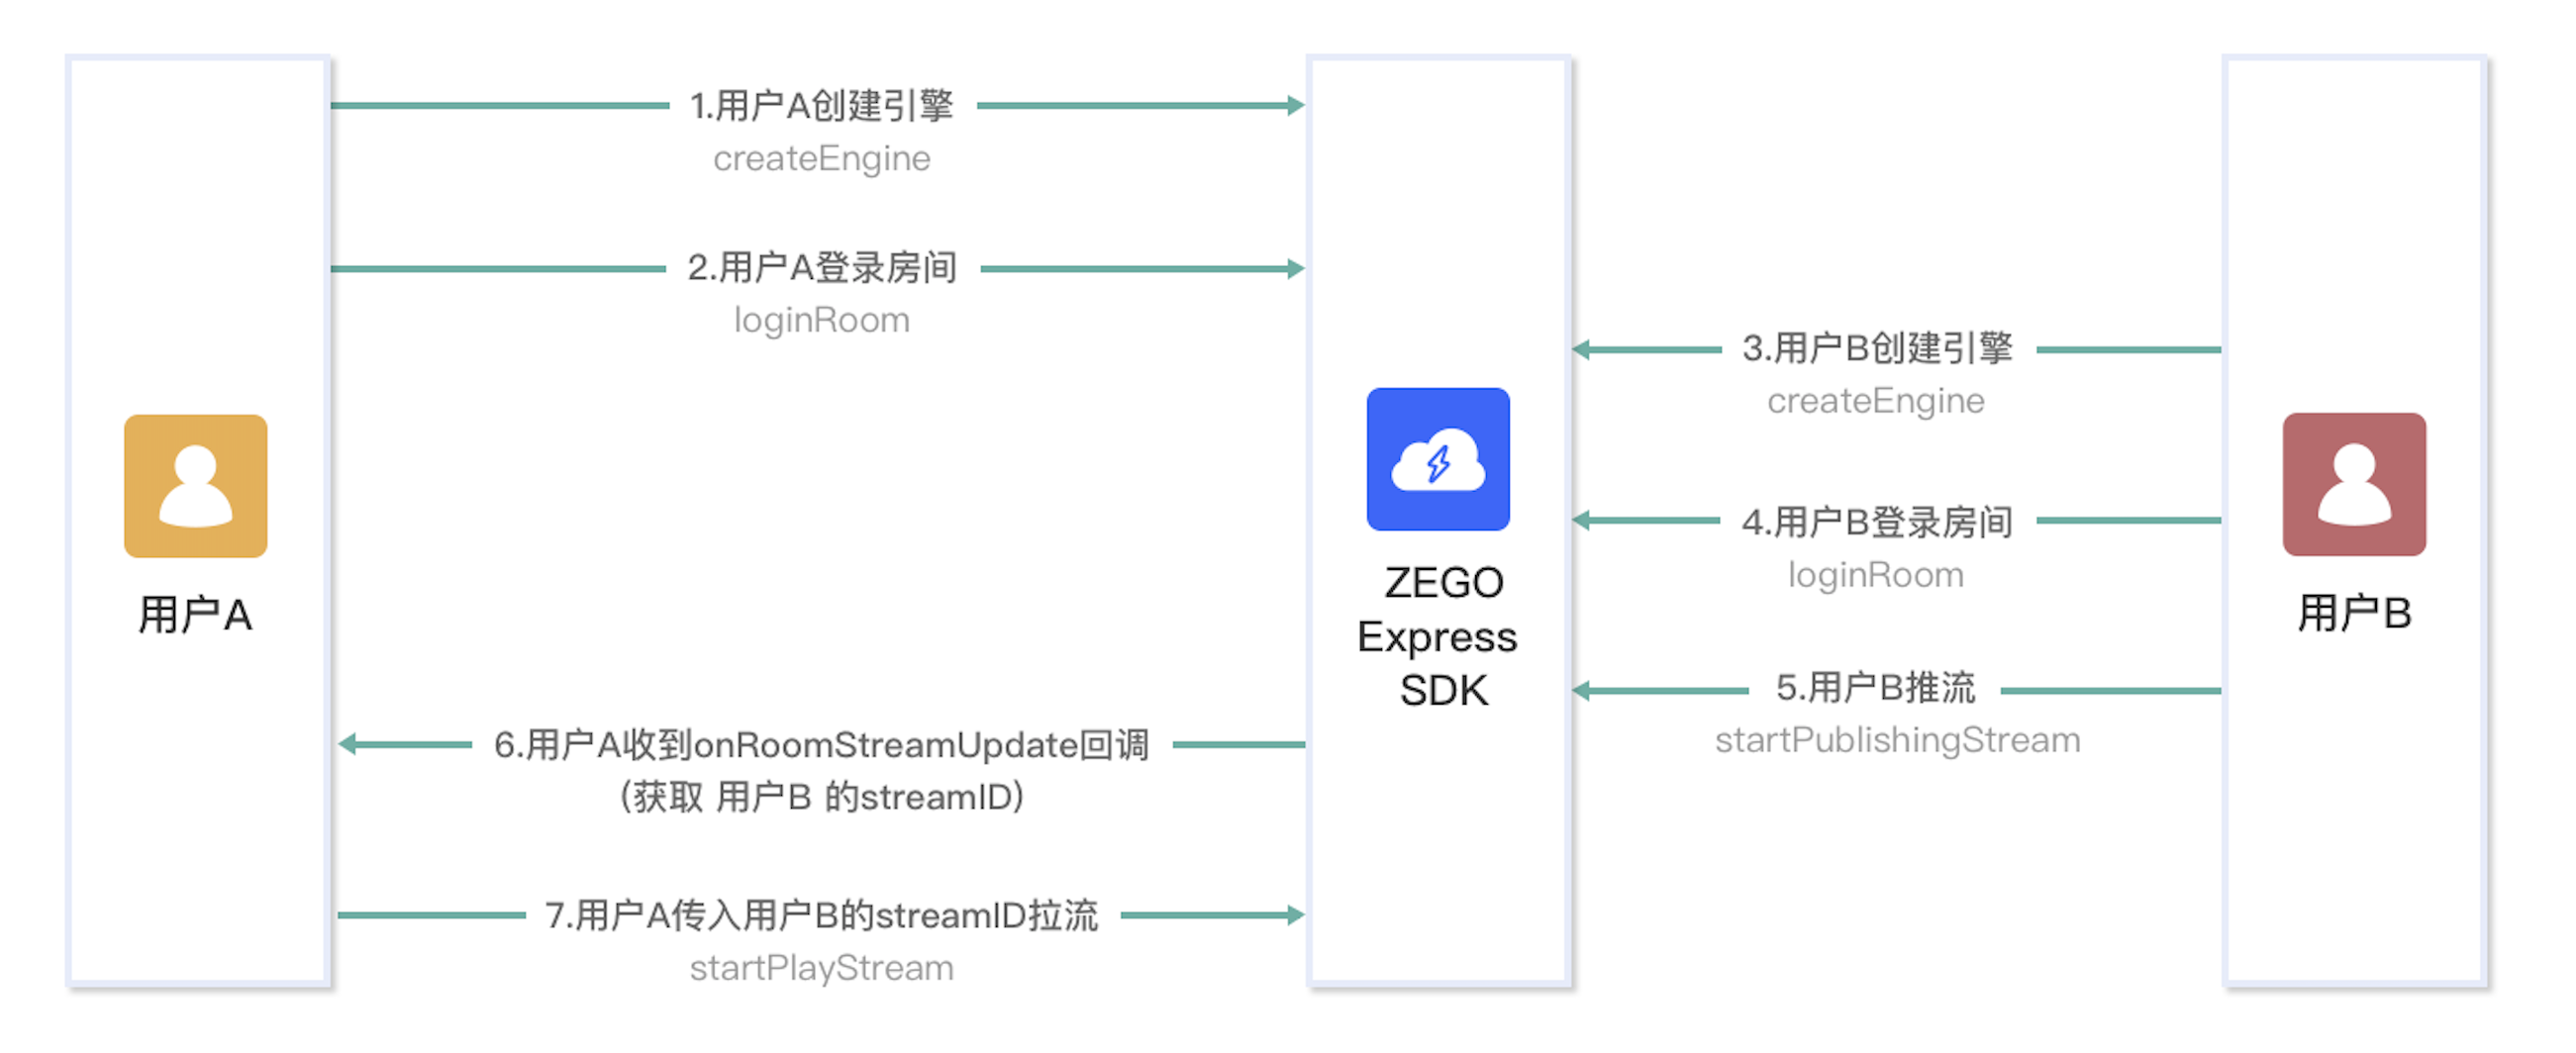 1.用户A创建引擎
createEngine
2.用户A登录房间
loginRoom
3.用户B创建引擎
createEngine
4.用户B登录房间
loginRoom
用户A
ZEGO
Express
SDK
用户B
5.用户B推流
startPublishingStream
6.用户A收到onRoomStreamUpdate回调
(获取 用户B 的streamID)
7.用户A传入用户B的streamID拉流
startPlayStream